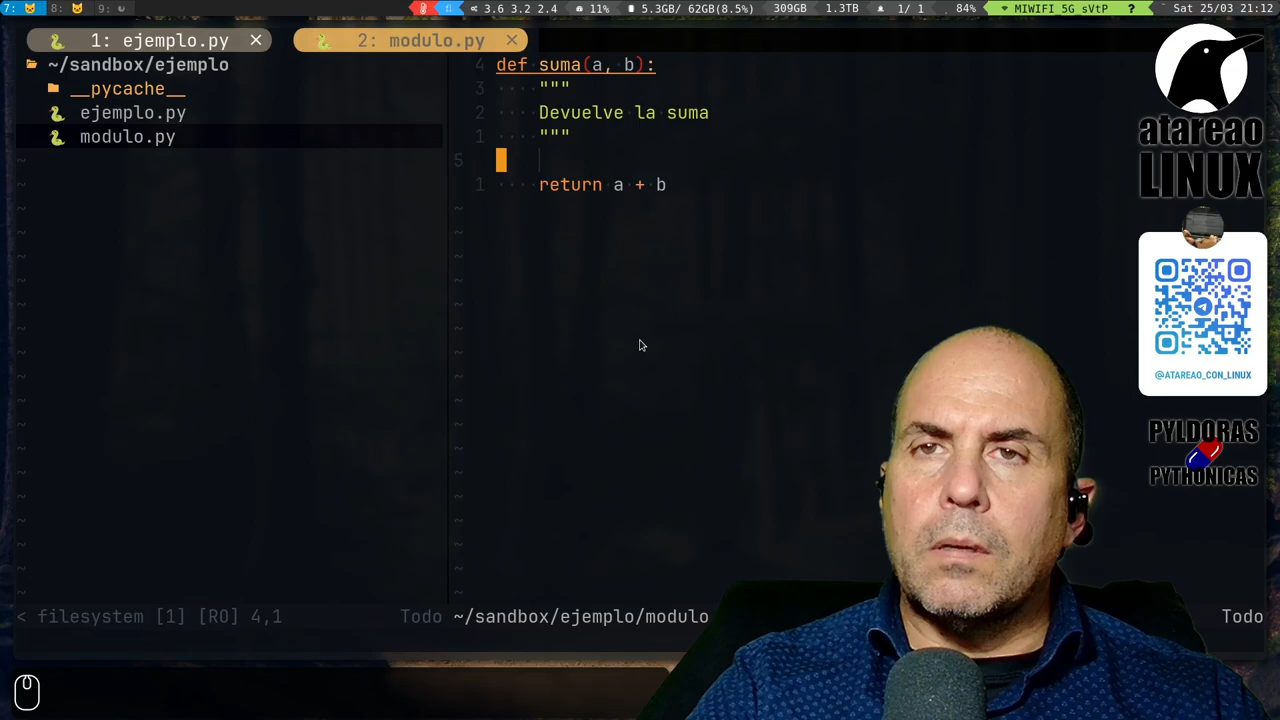 7: 8: 9: 3.6 3.2 2.4 11% 5.3GB/ 62GB(8.5%) 309GB 1.3TB 1/ 1 84% MIWIFI 5G sVtP ? Sat 25/03 21:12
1: ejemplo.py × 2: modulo.py ×
~/sandbox/ejemplo
__pycache__
ejemplo.py
modulo.py
4 def suma(a, b):
3 """
2 Devuelve la suma
1 """
5
1 return a + b
< filesystem [1] [RO] 4,1 Todo
~/sandbox/ejemplo/modulo Todo
atareao
LINUX
@ATAREAO_CON_LINUX
PYLDORAS
PYTHONICAS